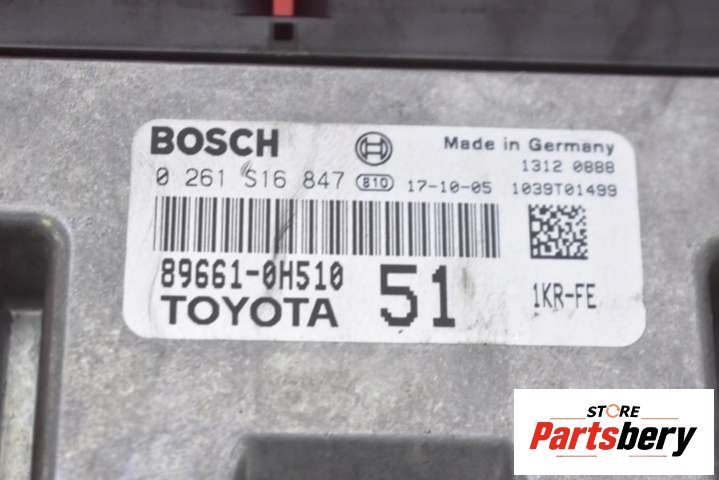 BOSCH
Made in Germany
1312 0888
0 261 S16 847 810 17-10-05 1039T01499
89661-0H510
51
1KR-FE
TOYOTA
STORE
Partsbery